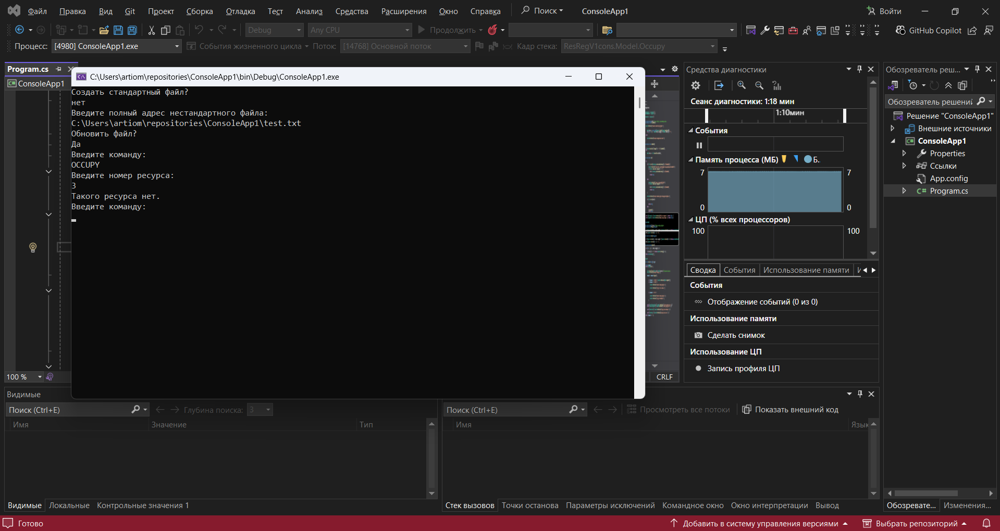 Файл Правка Вид Git Проект Сборка Отладка Тест Анализ Средства Расширения Окно Справка Поиск ConsoleApp1 Войти
Debug Any CPU Продолжить GitHub Copilot
Процесс: [4980] ConsoleApp1.exe События жизненного цикла Поток: [14768] Основной поток Кадр стека: ResRegV1cons.Model.Occupy
Program.cs
ConsoleApp1
C:\Users\artiom\repositories\ConsoleApp1\bin\Debug\ConsoleApp1.exe
Создать стандартный файл?
нет
Введите полный адрес нестандартного файла:
C:\Users\artiom\repositories\ConsoleApp1\test.txt
Обновить файл?
Да
Введите команду:
OCCUPY
Введите номер ресурса:
3
Такого ресурса нет.
Введите команду:
100 %
CRLF
Средства диагностики
Сеанс диагностики: 1:18 мин
1:10мин
События
Память процесса (МБ) Б..
7 7
0 0
ЦП (% всех процессоров)
100 100
Сводка События Использование памяти
События
Отображение событий (0 из 0)
Использование памяти
Сделать снимок
Использование ЦП
Запись профиля ЦП
Обозреватель реш...
Обозреватель решений
Решение "ConsoleApp1"
Внешние источники
ConsoleApp1
Properties
Ссылки
App.config
Program.cs
Обозревате... Изменения...
Видимые
Поиск (Ctrl+E) Глубина поиска: 3
Имя Значение Тип
Видимые Локальные Контрольные значения 1
Поиск (Ctrl+E) Просмотреть все потоки Показать внешний код
Имя Язык
Стек вызовов Точки останова Параметры исключений Командное окно Окно интерпретации Вывод
Готово Добавить в систему управления версиями Выбрать репозиторий